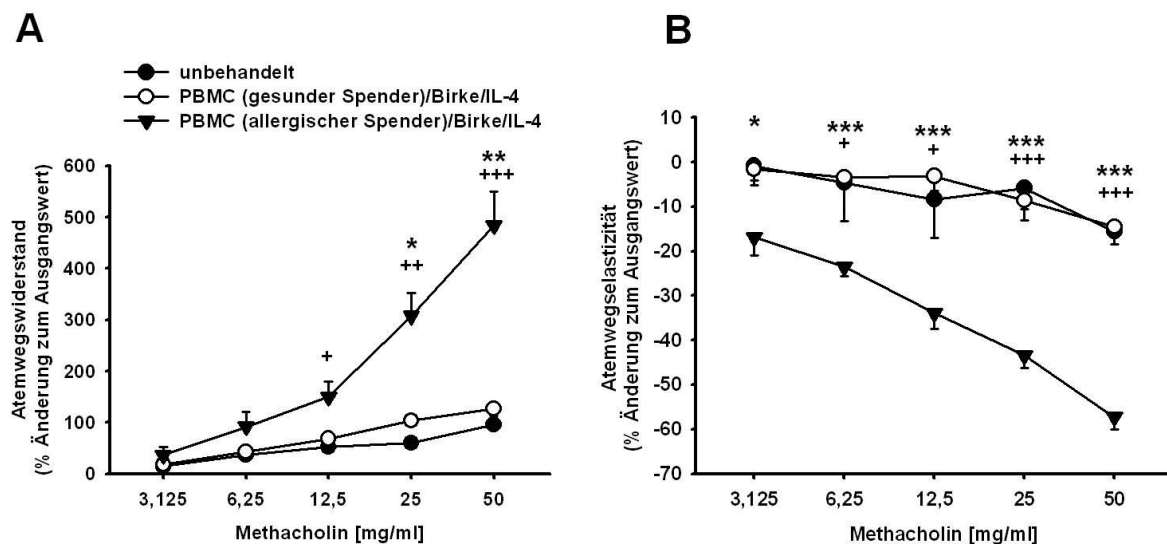 A
unbehandelt
PBMC (gesunder Spender)/Birke/IL-4
PBMC (allergischer Spender)/Birke/IL-4
Atemwegswiderstand
(% Änderung zum Ausgangswert)
600
500
400
300
200
100
0
**
+++
*
++
+
3,125 6,25 12,5 25 50
Methacholin [mg/ml]
B
Atemwegselastizität
(% Änderung zum Ausgangswert)
10
0
-10
-20
-30
-40
-50
-60
-70
* *** *** *** ***
+ + +++ +++
3,125 6,25 12,5 25 50
Methacholin [mg/ml]